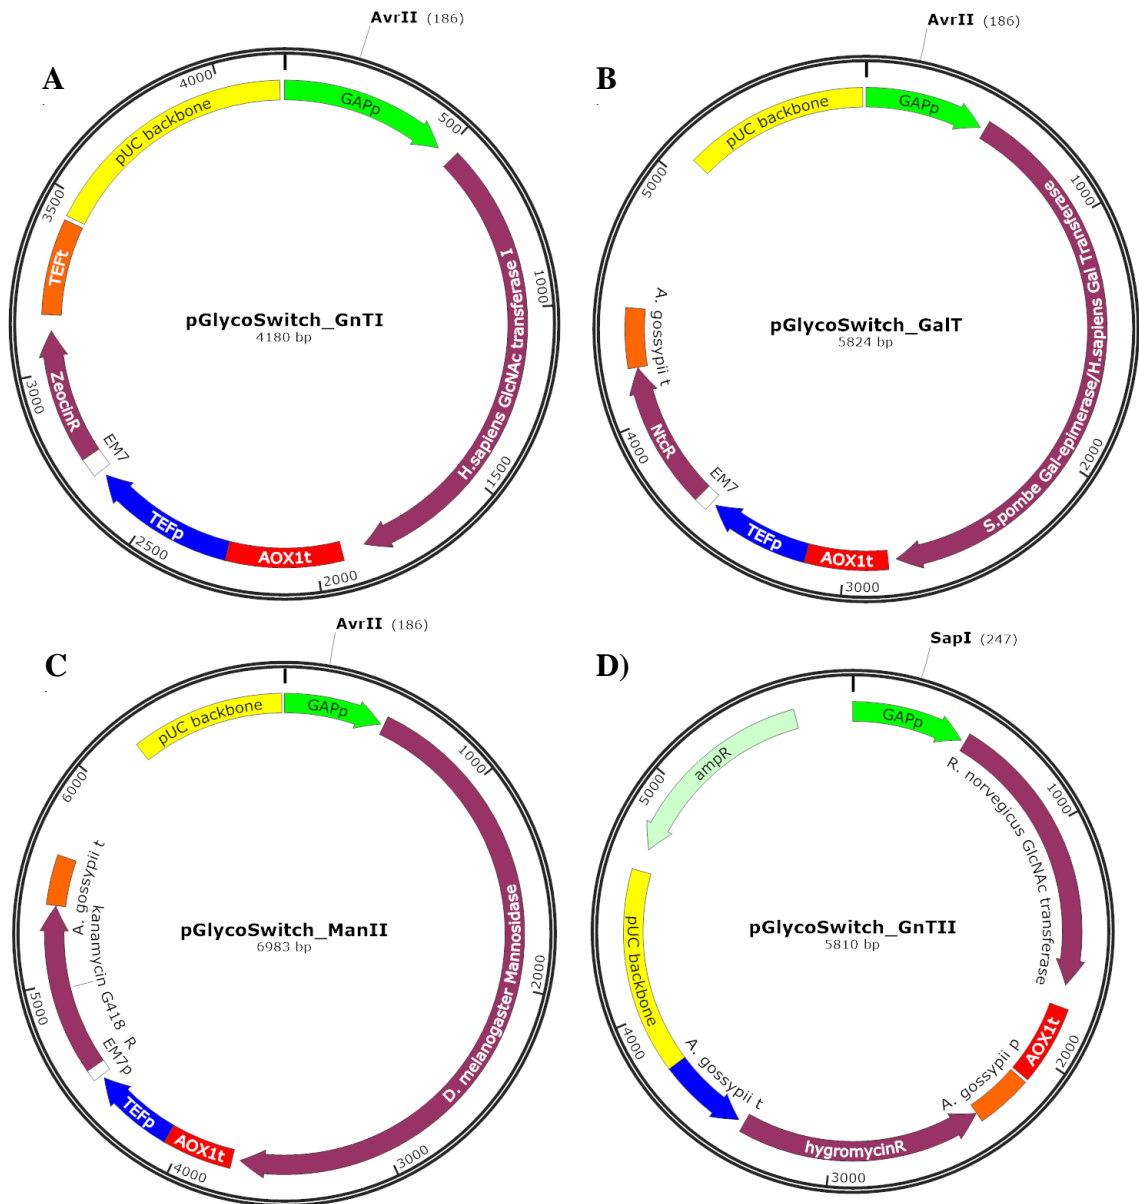 A
AvrII (186)
GAPp
500
H.sapiens GlcNAc transferase I
1000
1500
2000
AOX1t
TEFp
2500
EM7
ZeocinR
3000
TEFt
3500
pUC backbone
4000
pGlycoSwitch_GnTI
4180 bp
B
AvrII (186)
GAPp
1000
S.pombe Gal-epimerase/H.sapiens Gal Transferase
2000
3000
AOX1t
TEFp
EM7
NtcR
4000
A. gossypii t
5000
pUC backbone
pGlycoSwitch_GalT
5824 bp
C
AvrII (186)
GAPp
1000
D. melanogaster Mannosidase
2000
3000
4000
AOX1t
TEFp
EM7p
kanamycin G418 R
5000
A. gossypii t
6000
pUC backbone
pGlycoSwitch_ManII
6983 bp
D)
SapI (247)
GAPp
1000
R. norvegicus GlcNAc transferase
2000
AOX1t
A. gossypii p
hygromycinR
3000
A. gossypii t
4000
pUC backbone
5000
ampR
pGlycoSwitch_GnTII
5810 bp